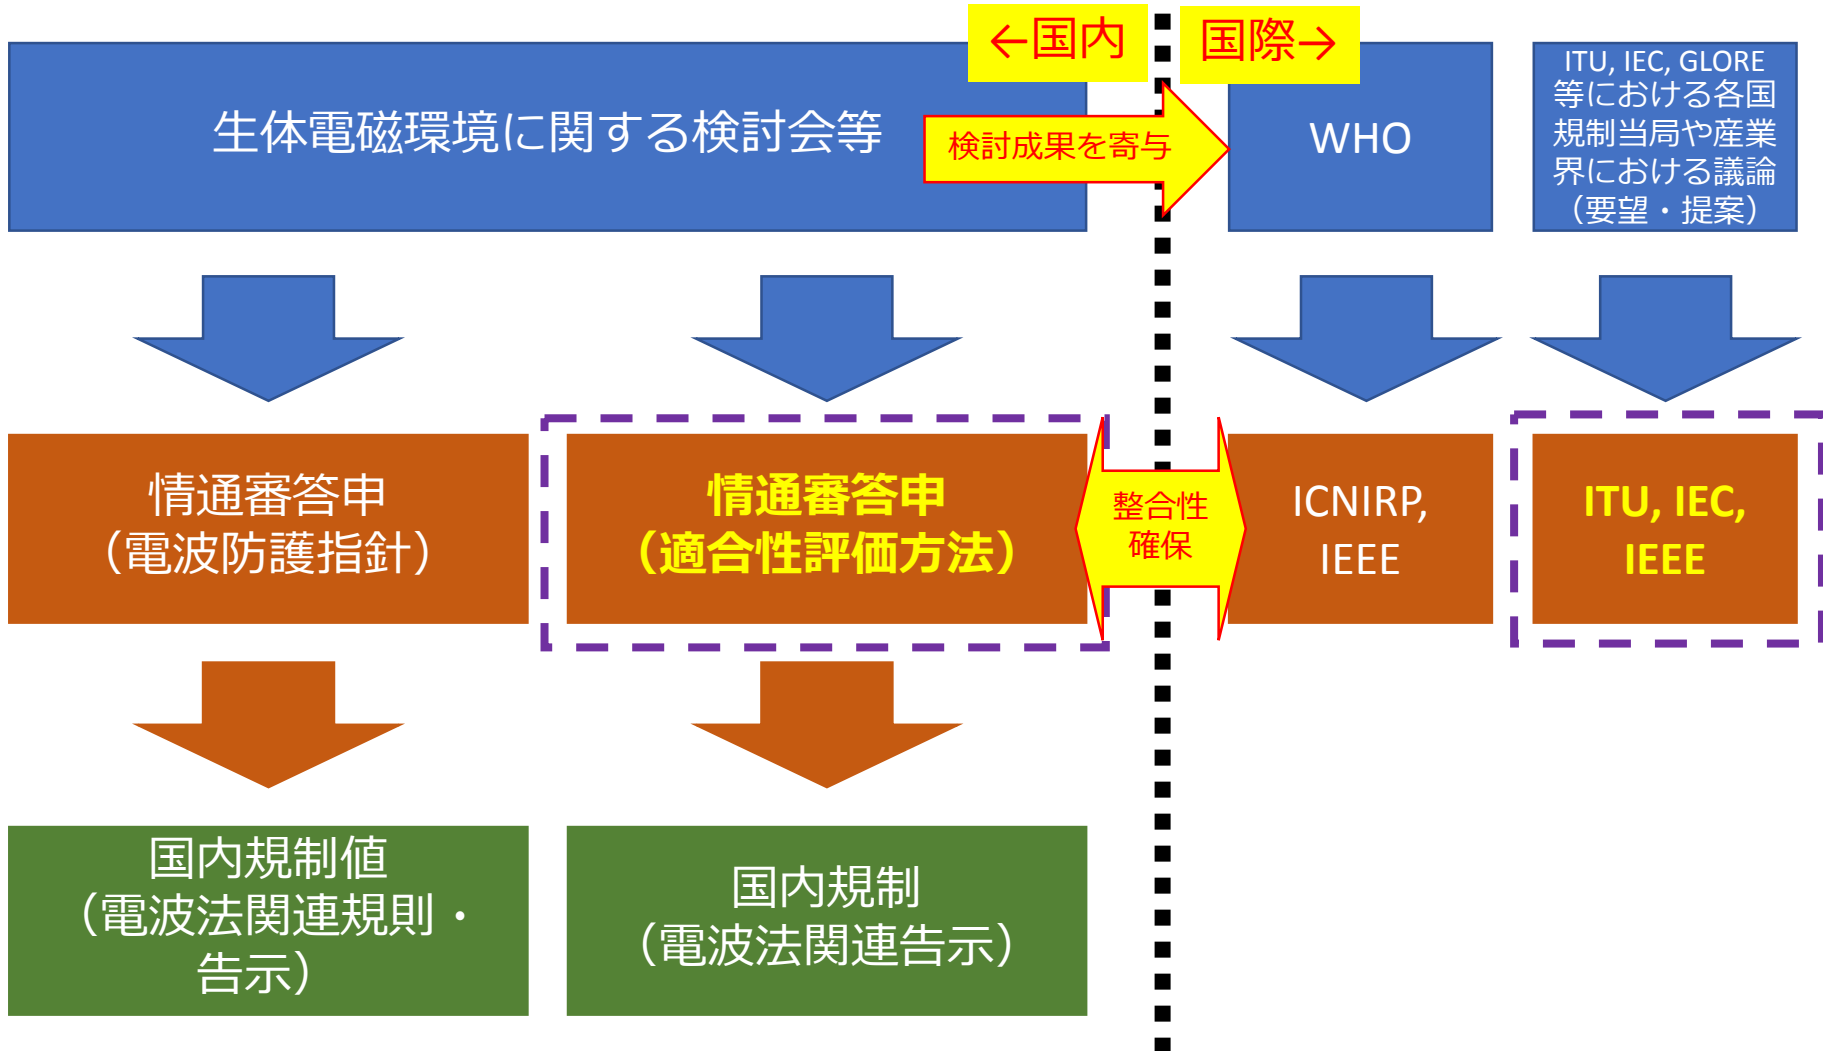 ←国内
国際→
生体電磁環境に関する検討会等
検討成果を寄与
WHO
ITU, IEC, GLORE
等における各国
規制当局や産業
界における議論
（要望・提案）
情通審答申
（電波防護指針）
情通審答申
（適合性評価方法）
整合性
確保
ICNIRP,
IEEE
ITU, IEC,
IEEE
国内規制値
（電波法関連規則・
告示）
国内規制
（電波法関連告示）